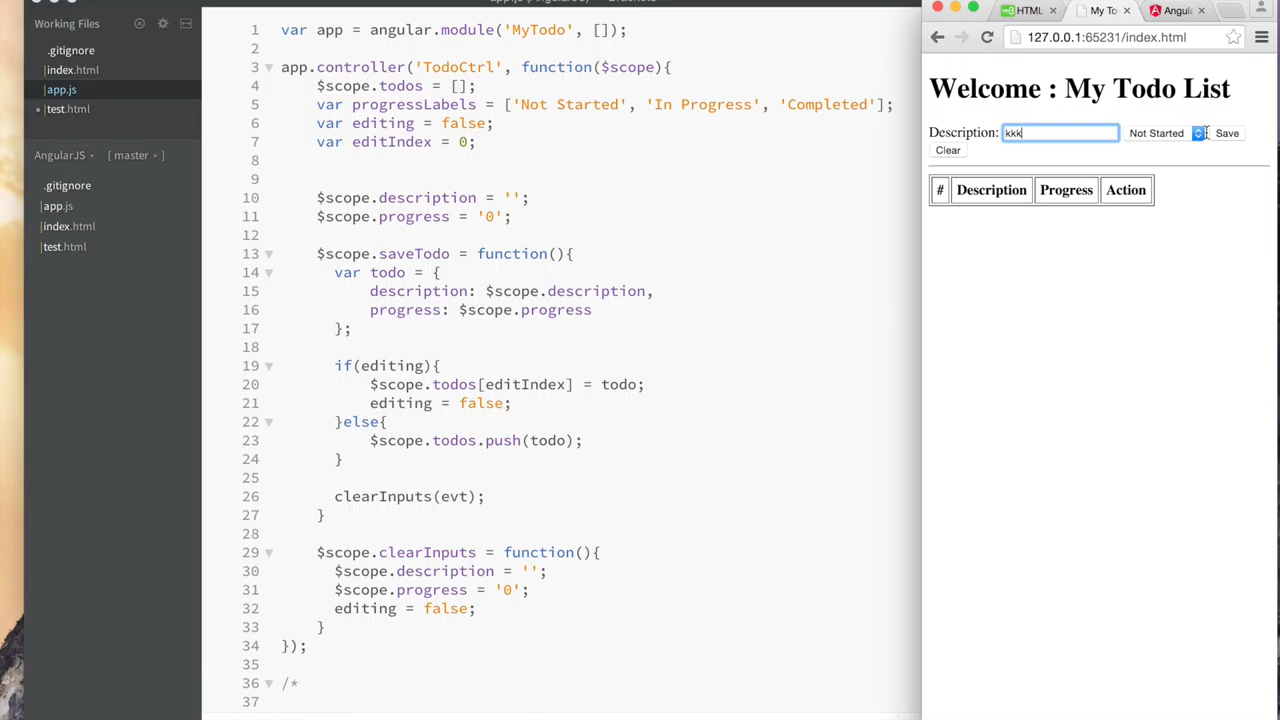 Working Files
.gitignore
index.html
app.js
test.html
AngularJS
[ master ]
.gitignore
app.js
index.html
test.html
1 var app = angular.module('MyTodo', []);
2
3 app.controller('TodoCtrl', function($scope){
4 $scope.todos = [];
5 var progressLabels = ['Not Started', 'In Progress', 'Completed'];
6 var editing = false;
7 var editIndex = 0;
8
9
10 $scope.description = '';
11 $scope.progress = '0';
12
13 $scope.saveTodo = function(){
14 var todo = {
15 description: $scope.description,
16 progress: $scope.progress
17 };
18
19 if(editing){
20 $scope.todos[editIndex] = todo;
21 editing = false;
22 }else{
23 $scope.todos.push(todo);
24 }
25
26 clearInputs(evt);
27 }
28
29 $scope.clearInputs = function(){
30 $scope.description = '';
31 $scope.progress = '0';
32 editing = false;
33 }
34 });
35
36 /*
37
HTML
My To
Angula
127.0.0.1:65231/index.html
Welcome : My Todo List
Description: kkk Not Started Save
Clear
# Description Progress Action